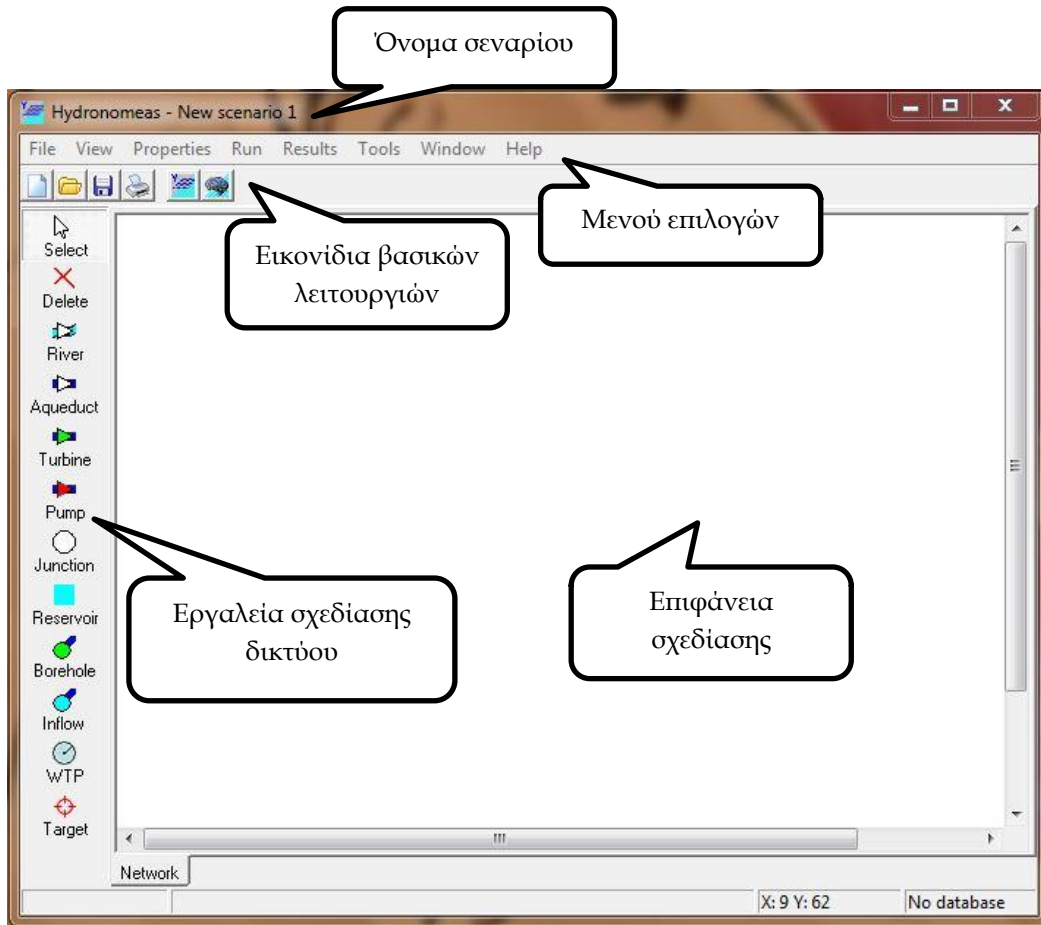 Όνομα σεναρίου
Hydronomeas - New scenario 1
File View Properties Run Results Tools Window Help
Μενού επιλογών
Εικονίδια βασικών
λειτουργιών
Select
Delete
River
Aqueduct
Turbine
Pump
Junction
Reservoir
Borehole
Inflow
WTP
Target
Εργαλεία σχεδίασης
δικτύου
Επιφάνεια
σχεδίασης
Network
X: 9 Y: 62 No database